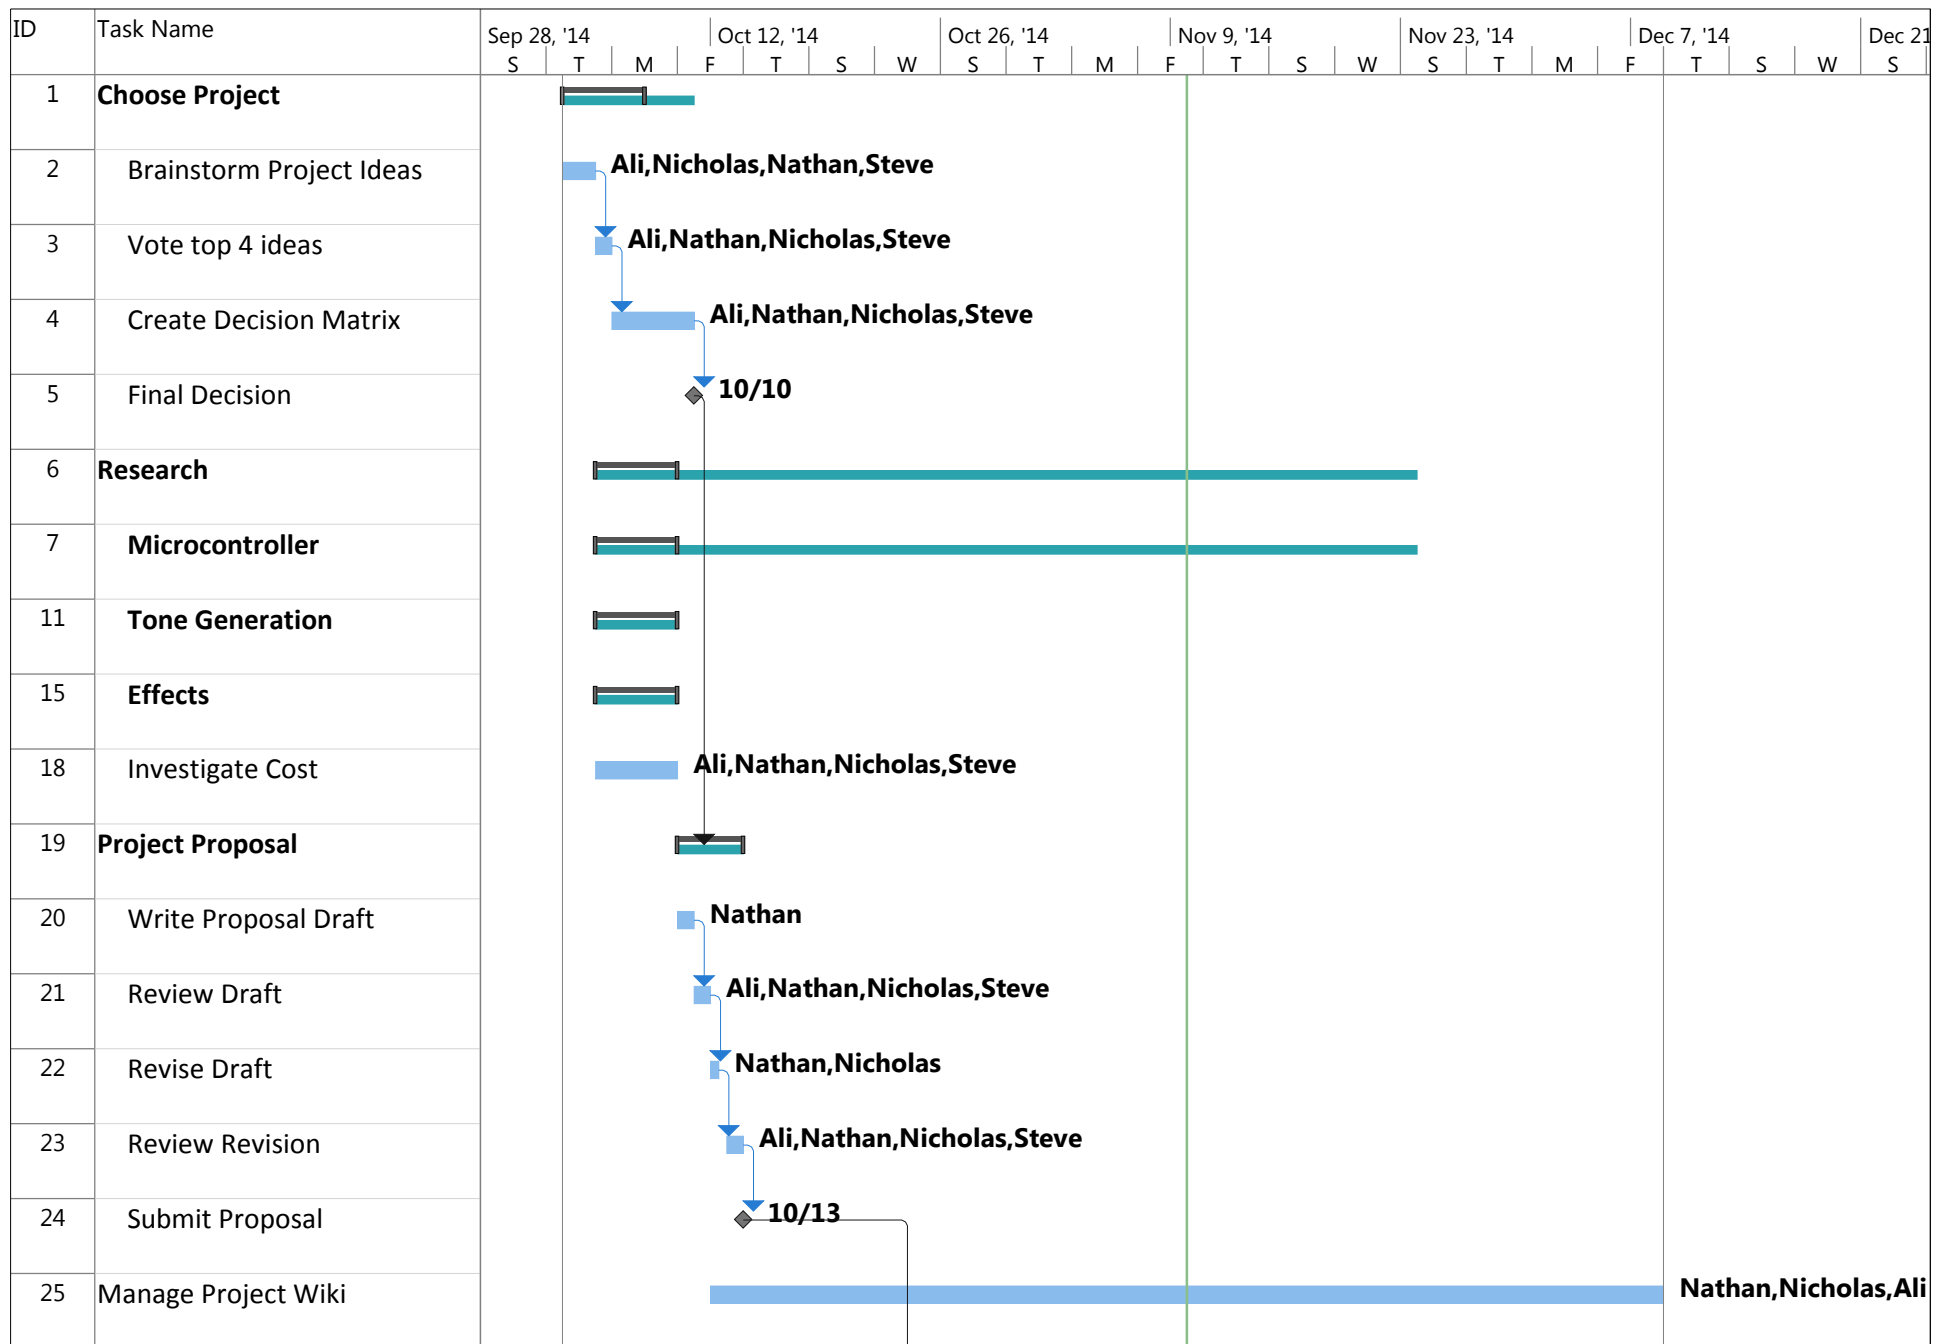 ID Task Name Sep 28, '14 Oct 12, '14 Oct 26, '14 Nov 9, '14 Nov 23, '14 Dec 7, '14 Dec 21
S T M F T S W S T M F T S W S T M F T S W S
1 Choose Project
2 Brainstorm Project Ideas Ali,Nicholas,Nathan,Steve
3 Vote top 4 ideas Ali,Nathan,Nicholas,Steve
4 Create Decision Matrix Ali,Nathan,Nicholas,Steve
5 Final Decision 10/10
6 Research
7 Microcontroller
11 Tone Generation
15 Effects
18 Investigate Cost Ali,Nathan,Nicholas,Steve
19 Project Proposal
20 Write Proposal Draft Nathan
21 Review Draft Ali,Nathan,Nicholas,Steve
22 Revise Draft Nathan,Nicholas
23 Review Revision Ali,Nathan,Nicholas,Steve
24 Submit Proposal 10/13
25 Manage Project Wiki Nathan,Nicholas,Ali